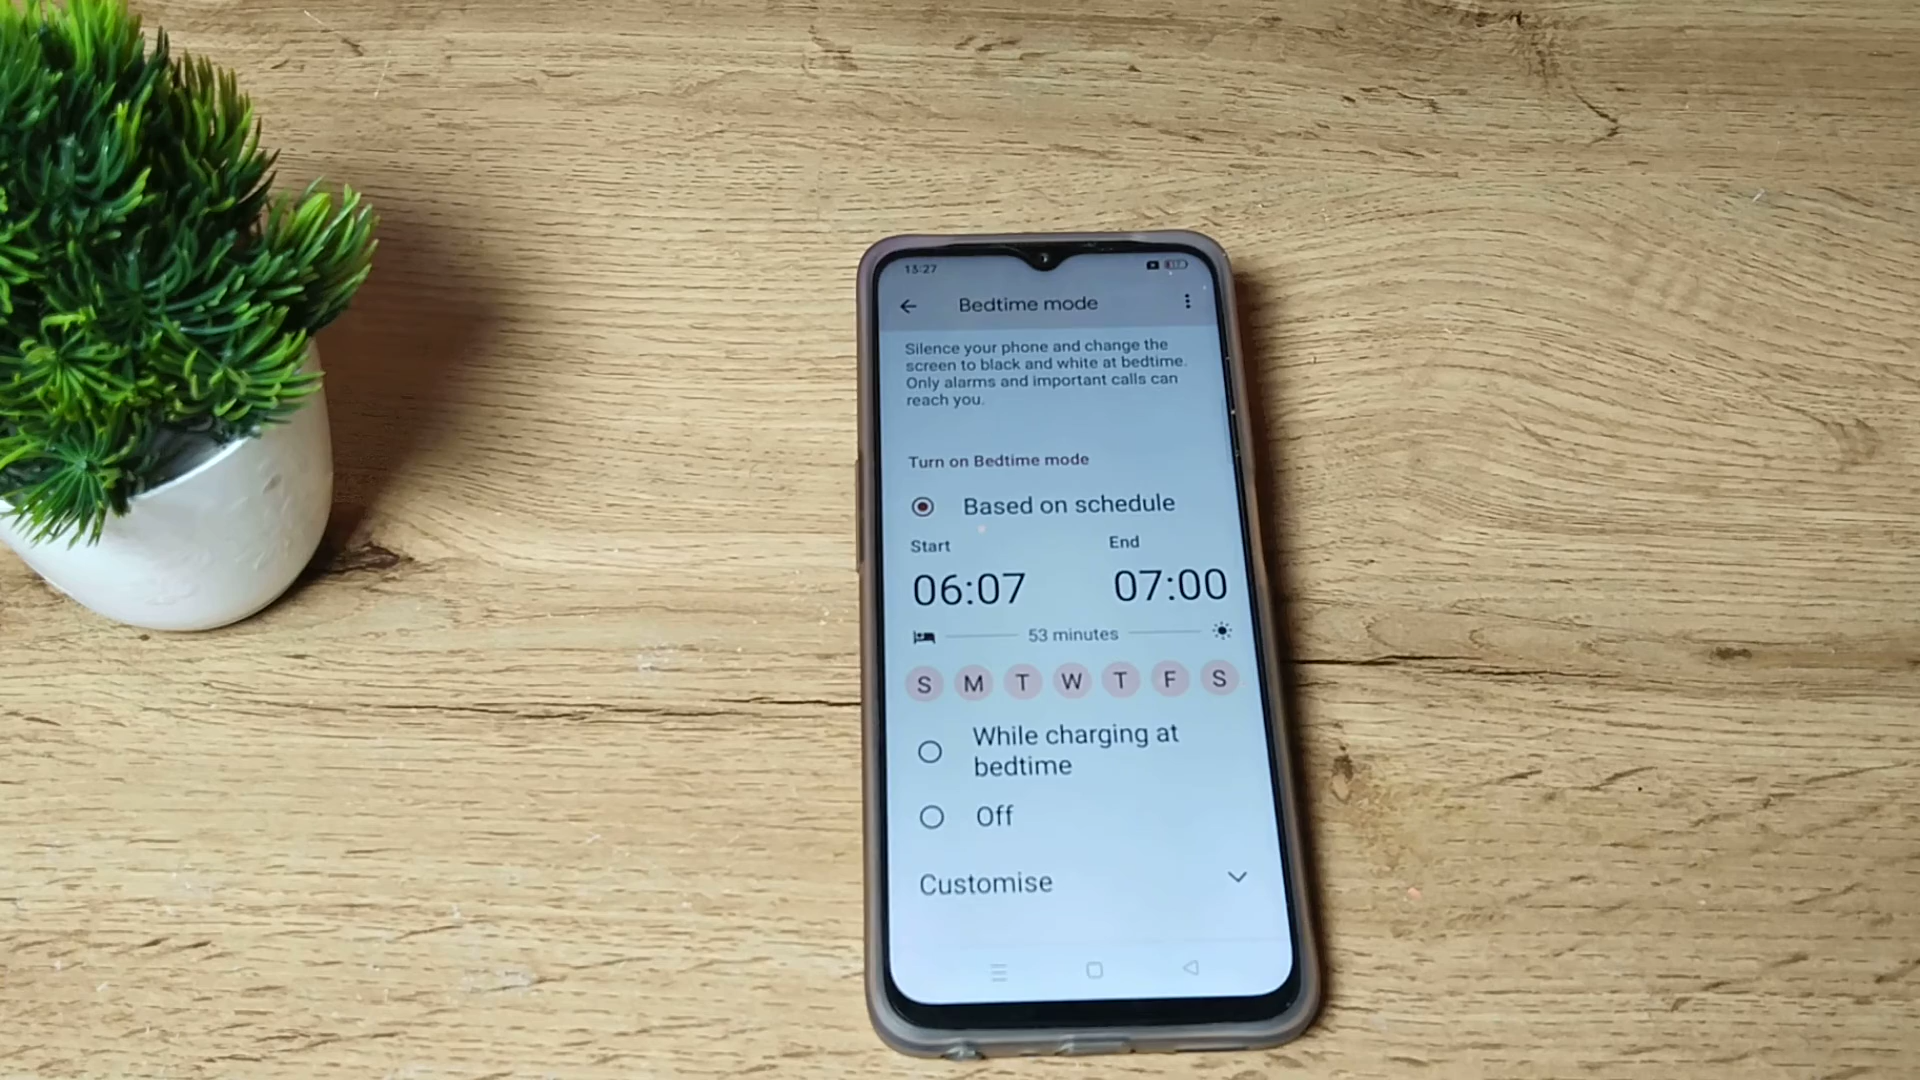 13:27
Bedtime mode
Silence your phone and change the
screen to black and white at bedtime.
Only alarms and important calls can
reach you.
Turn on Bedtime mode
Based on schedule
Start End
06:07 07:00
53 minutes
S M T W T F S
While charging at
bedtime
Off
Customise